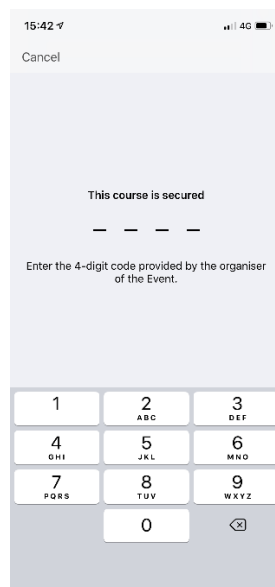 15:42 4G
Cancel
This course is secured
Enter the 4-digit code provided by the organiser
of the Event.
1 2 3
ABC DEF
4 5 6
GHI JKL MNO
7 8 9
PQRS TUV WXYZ
0